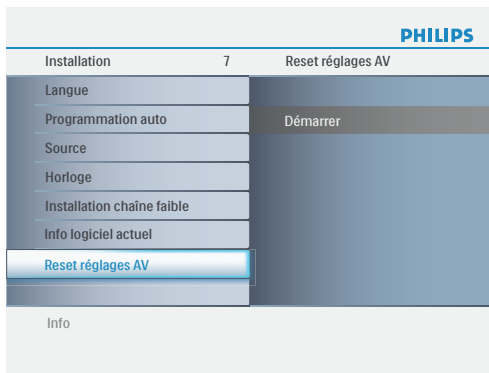 PHILIPS
Installation 7 Reset réglages AV
Langue
Programmation auto
Démarrer
Source
Horloge
Installation chaîne faible
Info logiciel actuel
Reset réglages AV
Info